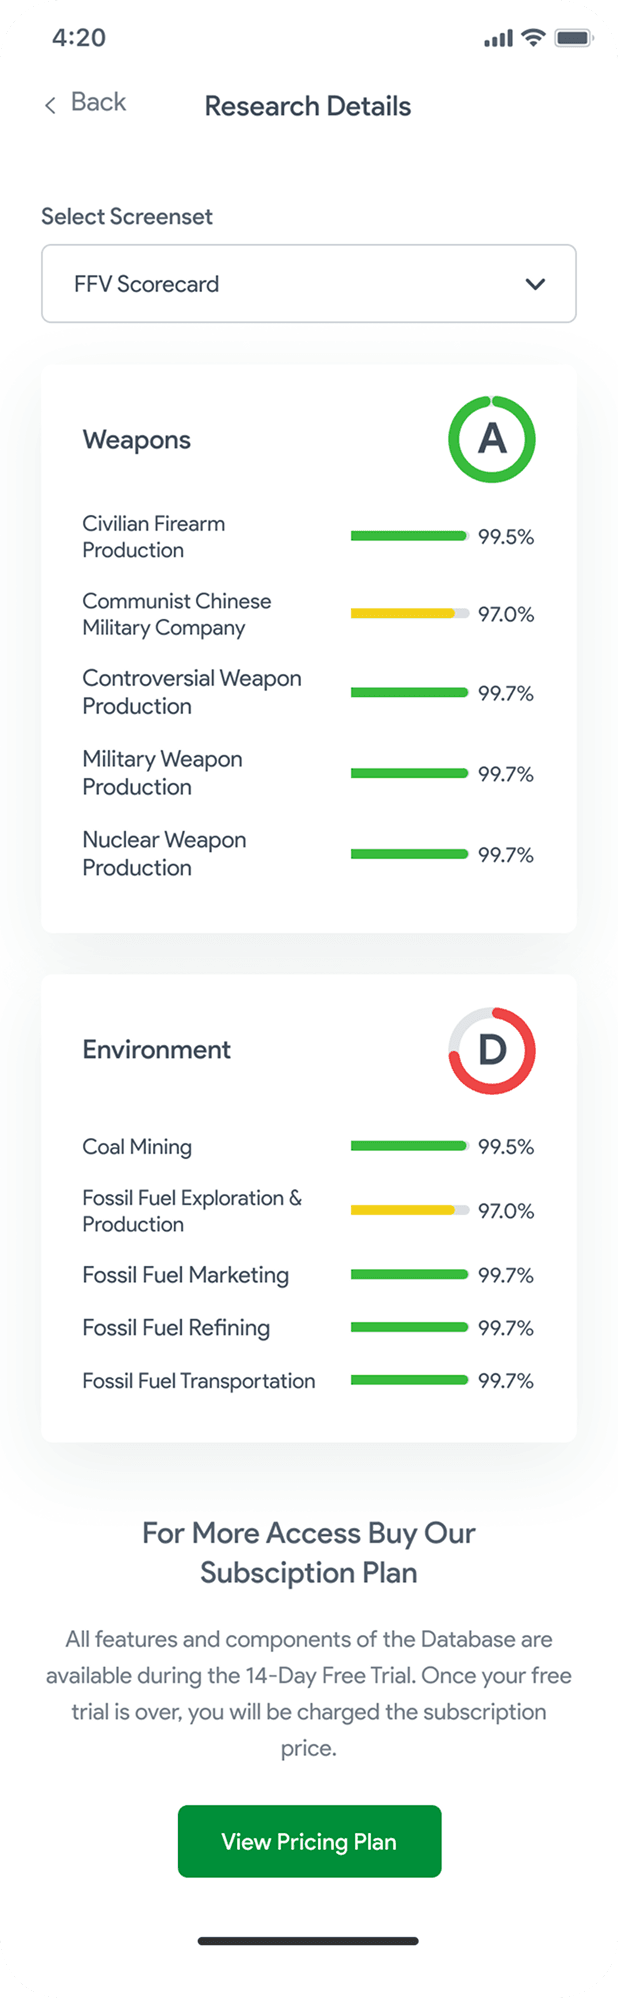 4:20
Back
Research Details
Select Screenset
FFV Scorecard
Weapons
A
Civilian Firearm
Production
99.5%
Communist Chinese
Military Company
97.0%
Controversial Weapon
Production
99.7%
Military Weapon
Production
99.7%
Nuclear Weapon
Production
99.7%
Environment
D
Coal Mining
99.5%
Fossil Fuel Exploration &
Production
97.0%
Fossil Fuel Marketing
99.7%
Fossil Fuel Refining
99.7%
Fossil Fuel Transportation
99.7%
For More Access Buy Our
Subsciption Plan
All features and components of the Database are
available during the 14-Day Free Trial. Once your free
trial is over, you will be charged the subscription
price.
View Pricing Plan